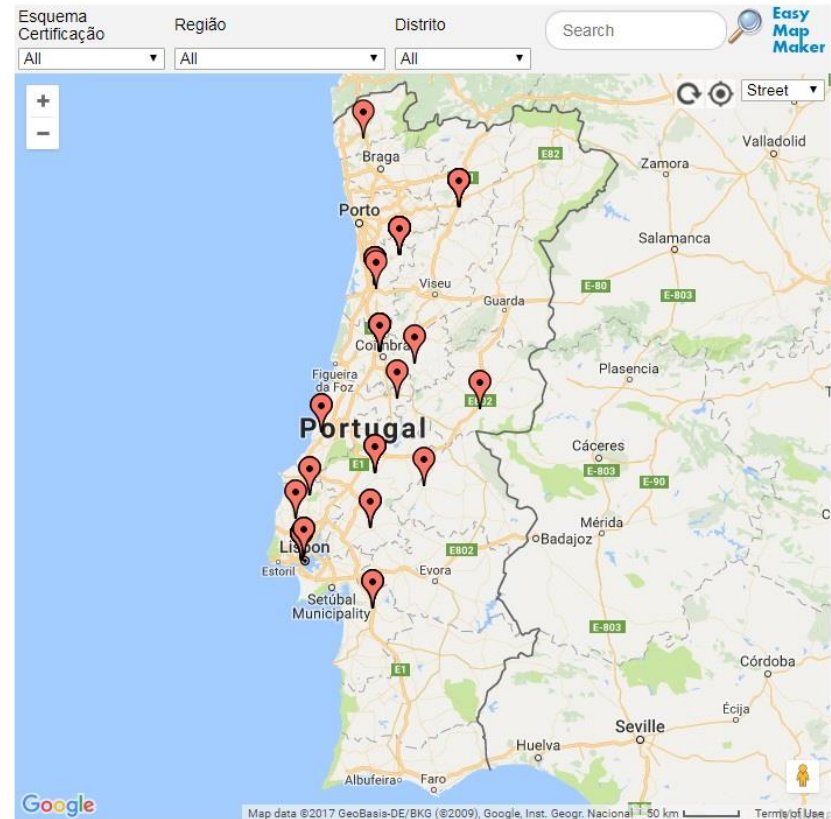 Esquema
Certificação
Região
Distrito
Search
Easy
Map
Maker
All
All
All
+
−
Street
Braga
E82
Zamora
Valladolid
E1
Porto
Salamanca
Viseu
E-80
Guarda
E-803
Coimbra
Figueira
da Foz
Plasencia
E802
Portugal
E1
Cáceres
E-803
E-90
Mérida
Badajoz
Lisbon
E802
Estoril
Evora
Setúbal
Municipality
E-803
E1
Córdoba
Écija
Seville
Huelva
Albufeira
Faro
Google
Map data ©2017 GeoBasis-DE/BKG (©2009), Google, Inst. Geogr. Nacional
50 km
Terms of Use